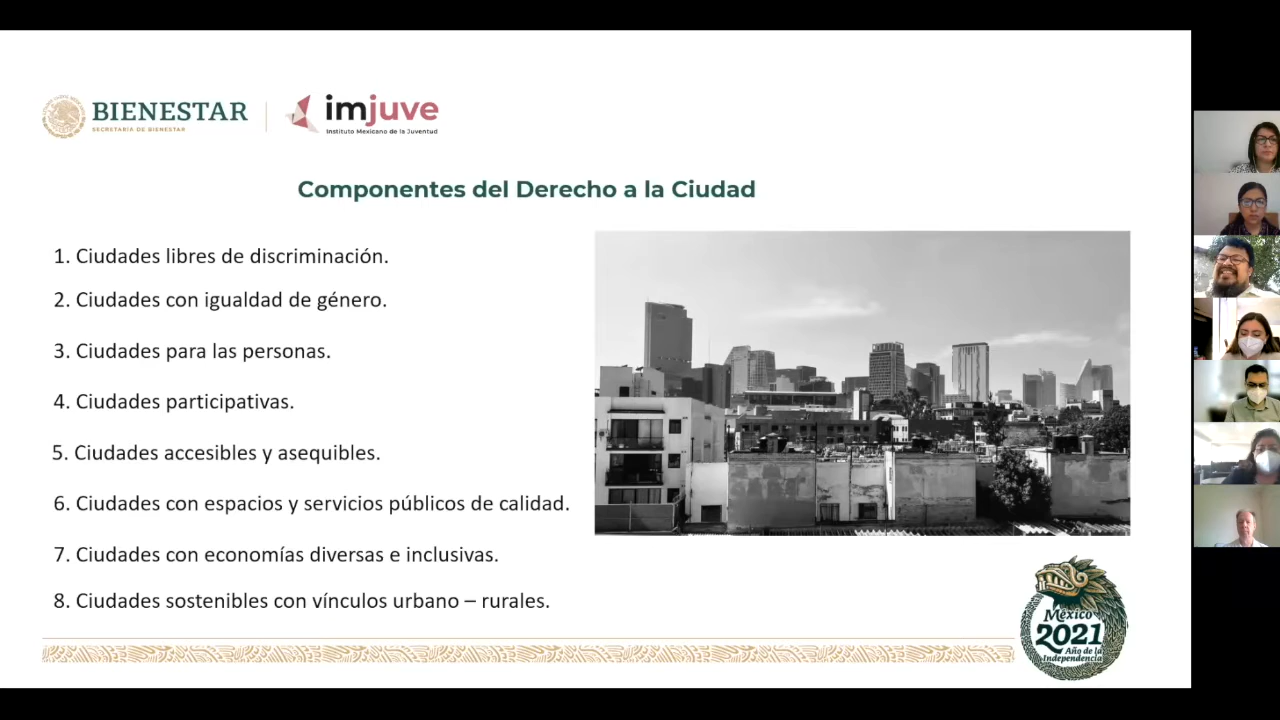 BIENESTAR
SECRETARÍA DE BIENESTAR
imjuve
Instituto Mexicano de la Juventud
Componentes del Derecho a la Ciudad
1. Ciudades libres de discriminación.
2. Ciudades con igualdad de género.
3. Ciudades para las personas.
4. Ciudades participativas.
5. Ciudades accesibles y asequibles.
6. Ciudades con espacios y servicios públicos de calidad.
7. Ciudades con economías diversas e inclusivas.
8. Ciudades sostenibles con vínculos urbano – rurales.
México
2021
Año de la
Independencia